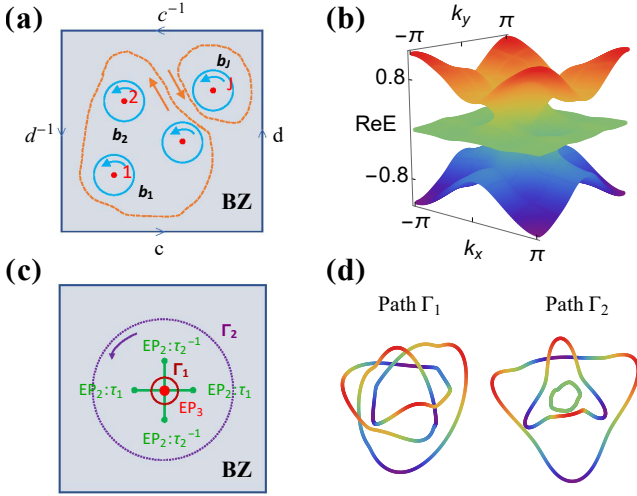 (a)
c⁻¹
b_J
J
2
b₂
1
b₁
d⁻¹
d
BZ
c
(b)
k_y
−π
π
0.8
ReE
−0.8
−π
k_x
π
(c)
Γ₂
EP₂:τ₂⁻¹
Γ₁
EP₂:τ₁
EP₂:τ₁
EP₃
EP₂:τ₂⁻¹
BZ
(d)
Path Γ₁
Path Γ₂